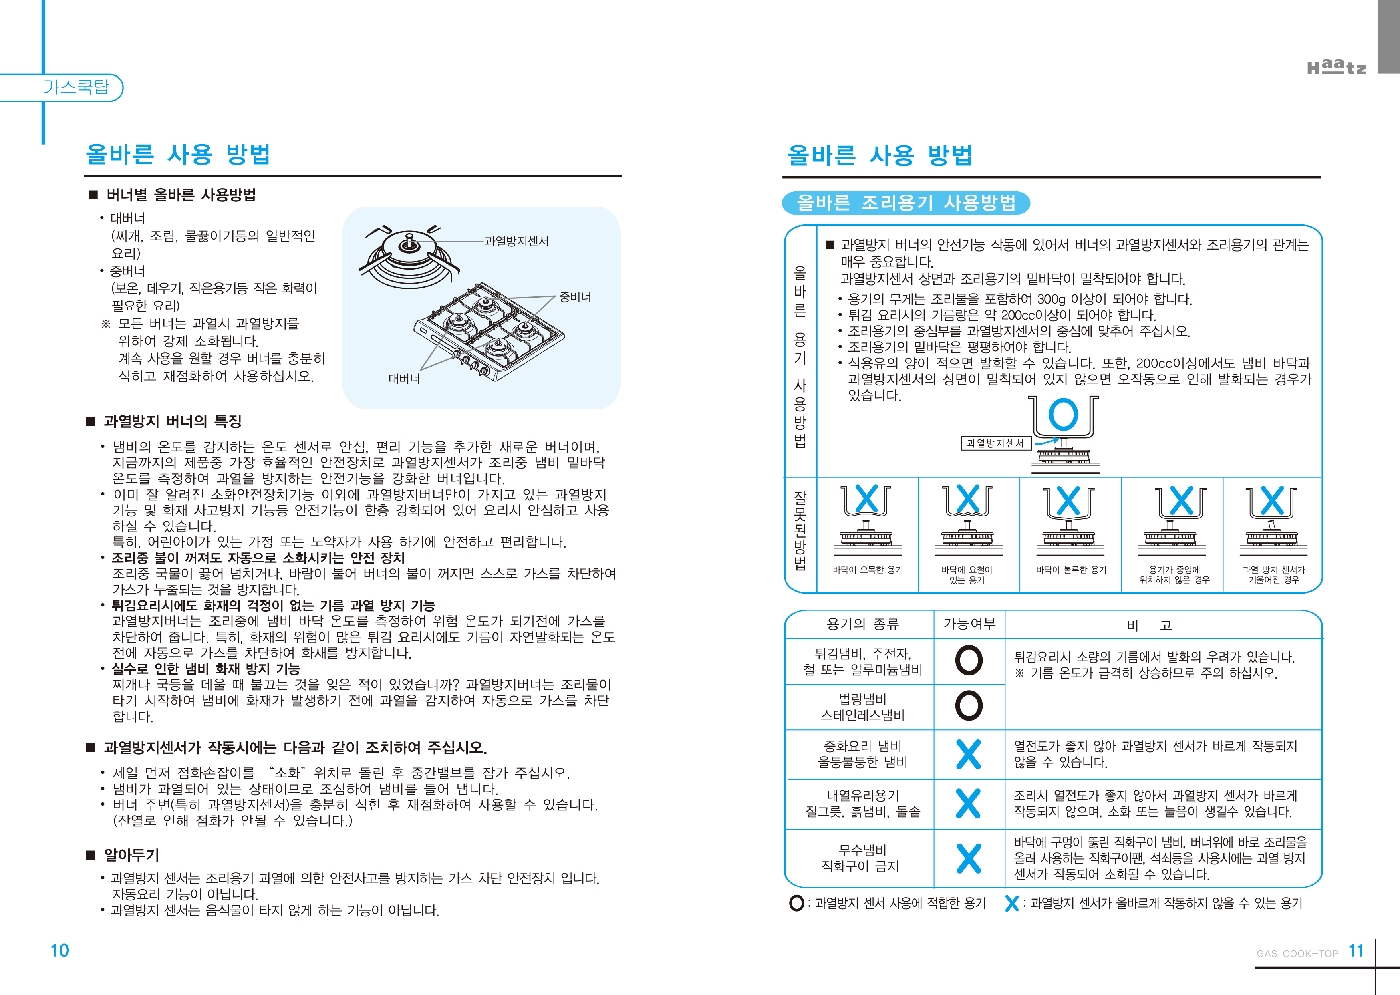 가스쿡탑
올바른 사용 방법
■ 버너별 올바른 사용방법
• 대버너
(찌개, 조림, 물끓이기등의 일반적인
요리)
• 중버너
(보온, 데우기, 적은용기등 작은 화력이
필요한 요리)
※ 모든 버너는 과열시 과열방지를
위하여 강제 소화됩니다.
계속 사용을 원할 경우 버너를 충분히
식히고 재점화하여 사용하십시오.
과열방지센서
중버너
대버너
■ 과열방지 버너의 특징
• 냄비의 온도를 감지하는 온도 센서로 안심, 편리 기능을 추가한 새로운 버너이며,
지금까지의 제품중 가장 효율적인 안전장치로 과열방지센서가 조리중 냄비 밑바닥
온도를 측정하여 과열을 방지하는 안전기능을 강화한 버너입니다.
• 이미 잘 알려진 소화안전장치기능 이외에 과열방지버너만이 가지고 있는 과열방지
기능 및 화재 사고방지 기능등 안전기능이 한층 강화되어 있어 요리시 안심하고 사용
하실 수 있습니다.
특히, 어린아이가 있는 가정 또는 노약자가 사용 하기에 안전하고 편리합니다.
• 조리중 불이 꺼져도 자동으로 소화시키는 안전 장치
조리중 국물이 끓어 넘치거나, 바람이 불어 버너의 불이 꺼지면 스스로 가스를 차단하여
가스가 누출되는 것을 방지합니다.
• 튀김요리시에도 화재의 걱정이 없는 기름 과열 방지 기능
과열방지버너는 조리중에 냄비 바닥 온도를 측정하여 위험 온도가 되기전에 가스를
차단하여 줍니다. 특히, 화재의 위험이 많은 튀김 요리시에도 기름이 자연발화되는 온도
전에 자동으로 가스를 차단하여 화재를 방지합니다.
• 실수로 인한 냄비 화재 방지 기능
찌개나 국등을 데울 때 불끄는 것을 잊은 적이 있었습니까? 과열방지버너는 조리물이
타기 시작하여 냄비에 화재가 발생하기 전에 과열을 감지하여 자동으로 가스를 차단
합니다.
■ 과열방지센서가 작동시에는 다음과 같이 조치하여 주십시오.
• 제일 먼저 점화손잡이를 “소화” 위치로 돌린 후 중간밸브를 잠가 주십시오.
• 냄비가 과열되어 있는 상태이므로 조심하여 냄비를 들어 냅니다.
• 버너 주변(특히 과열방지센서)을 충분히 식힌 후 재점화하여 사용할 수 있습니다.
(잔열로 인해 점화가 안될 수 있습니다.)
■ 알아두기
• 과열방지 센서는 조리용기 과열에 의한 안전사고를 방지하는 가스 차단 안전장치 입니다.
자동요리 기능이 아닙니다.
• 과열방지 센서는 음식물이 타지 않게 하는 기능이 아닙니다.
10
Haatz
올바른 사용 방법
올바른 조리용기 사용방법
올바른 용기 사용방법
■ 과열방지 버너의 안전기능 작동에 있어서 버너의 과열방지센서와 조리용기의 관계는
매우 중요합니다.
과열방지센서 상면과 조리용기의 밑바닥이 밀착되어야 합니다.
• 용기의 무게는 조리물을 포함하여 300g 이상이 되어야 합니다.
• 튀김 요리시의 기름량은 약 200cc이상이 되어야 합니다.
• 조리용기의 중심부를 과열방지센서의 중심에 맞추어 주십시오.
• 조리용기의 밑바닥은 평평하여야 합니다.
• 식용유의 양이 적으면 발화할 수 있습니다. 또한, 200cc이상에서도 냄비 바닥과
과열방지센서의 상면이 밀착되어 있지 않으면 오작동으로 인해 발화되는 경우가
있습니다.
과열방지센서
잘못된방법
바닥이 오목한 용기
바닥에 요철이
있는 용기
바닥이 볼록한 용기
용기가 중앙에
위치하지 않은 경우
과열 방지 센서가
기울어진 경우
용기의 종류 가능여부 비 고
튀김냄비, 주전자,
철 또는 알루미늄냄비
튀김요리시 소량의 기름에서 발화의 우려가 있습니다.
※ 기름 온도가 급격히 상승하므로 주의 하십시오.
법랑냄비
스테인레스냄비
중화요리 냄비
울퉁불퉁한 냄비
열전도가 좋지 않아 과열방지 센서가 바르게 작동되지
않을 수 있습니다.
내열유리용기
질그릇, 흙냄비, 돌솥
조리시 열전도가 좋지 않아서 과열방지 센서가 바르게
작동되지 않으며, 소화 또는 눌음이 생길수 있습니다.
무수냄비
직화구이 금지
바닥에 구멍이 뚫린 직화구이 냄비, 버너위에 바로 조리물을
올려 사용하는 직화구이팬, 석쇠등을 사용시에는 과열 방지
센서가 작동되어 소화될 수 있습니다.
O : 과열방지 센서 사용에 적합한 용기 X : 과열방지 센서가 올바르게 작동하지 않을 수 있는 용기
GAS COOK-TOP 11